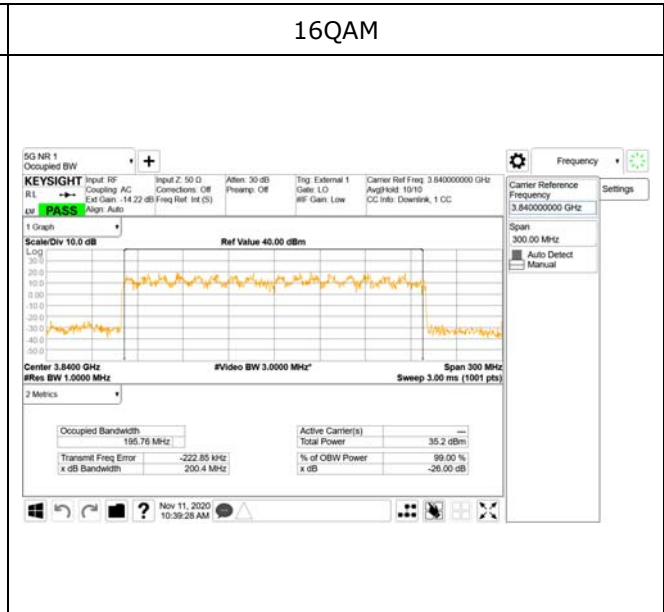 16QAM
5G NR 1
Occupied BW
Frequency
KEYSIGHT
Input: RF
Input Z: 50 Ω
Atten: 30 dB
Trig: External 1
Carrier Ref Freq: 3.840000000 GHz
RL
Coupling: AC
Corrections: Off
Preamp: Off
Gate: LO
Avg|Hold: 10/10
Ext Gain: -14.22 dB
Freq Ref: Int (S)
#IF Gain: Low
CC Info: Downlink, 1 CC
PASS
Align: Auto
Carrier Reference
Frequency
3.840000000 GHz
Settings
Span
300.00 MHz
Auto Detect
Manual
1 Graph
Scale/Div 10.0 dB
Ref Value 40.00 dBm
Log
30.0
20.0
10.0
0.00
-10.0
-20.0
-30.0
-40.0
-50.0
Center 3.8400 GHz
#Video BW 3.0000 MHz*
Span 300 MHz
#Res BW 1.0000 MHz
Sweep 3.00 ms (1001 pts)
2 Metrics
Occupied Bandwidth
195.76 MHz
Active Carrier(s)
---
Total Power
35.2 dBm
Transmit Freq Error
-222.85 kHz
% of OBW Power
99.00 %
x dB Bandwidth
200.4 MHz
x dB
-26.00 dB
?
Nov 11, 2020
10:39:28 AM